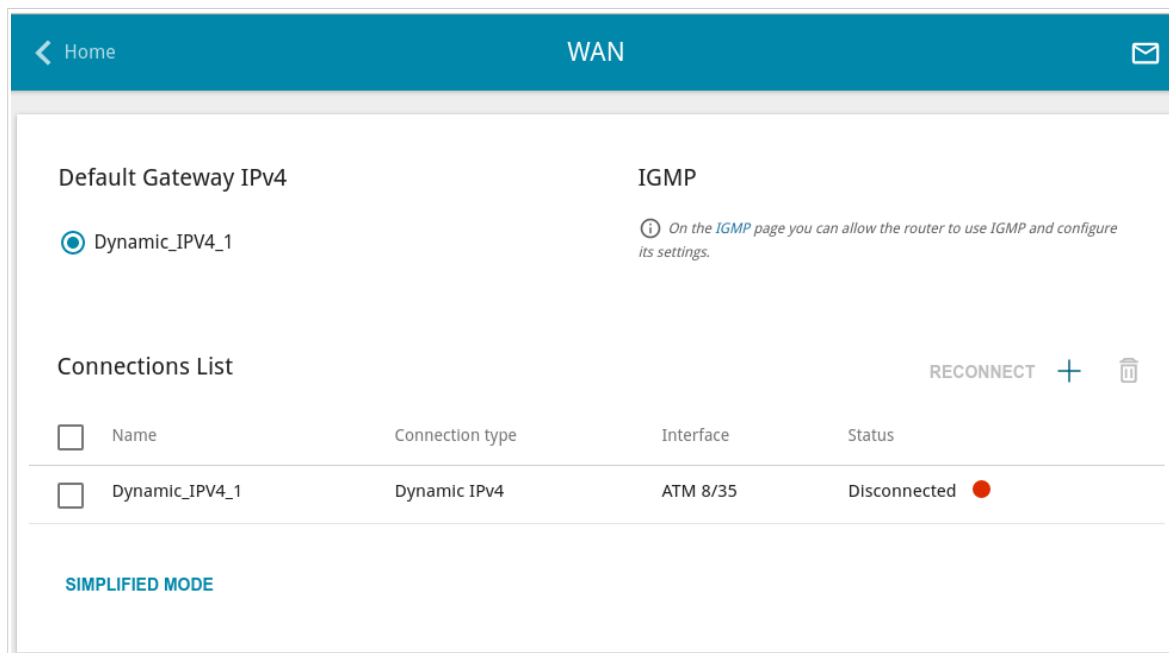 Home
WAN
Default Gateway IPv4
IGMP
Dynamic_IPV4_1
On the IGMP page you can allow the router to use IGMP and configure
its settings.
Connections List
RECONNECT
Name Connection type Interface Status
Dynamic_IPV4_1 Dynamic IPv4 ATM 8/35 Disconnected
SIMPLIFIED MODE